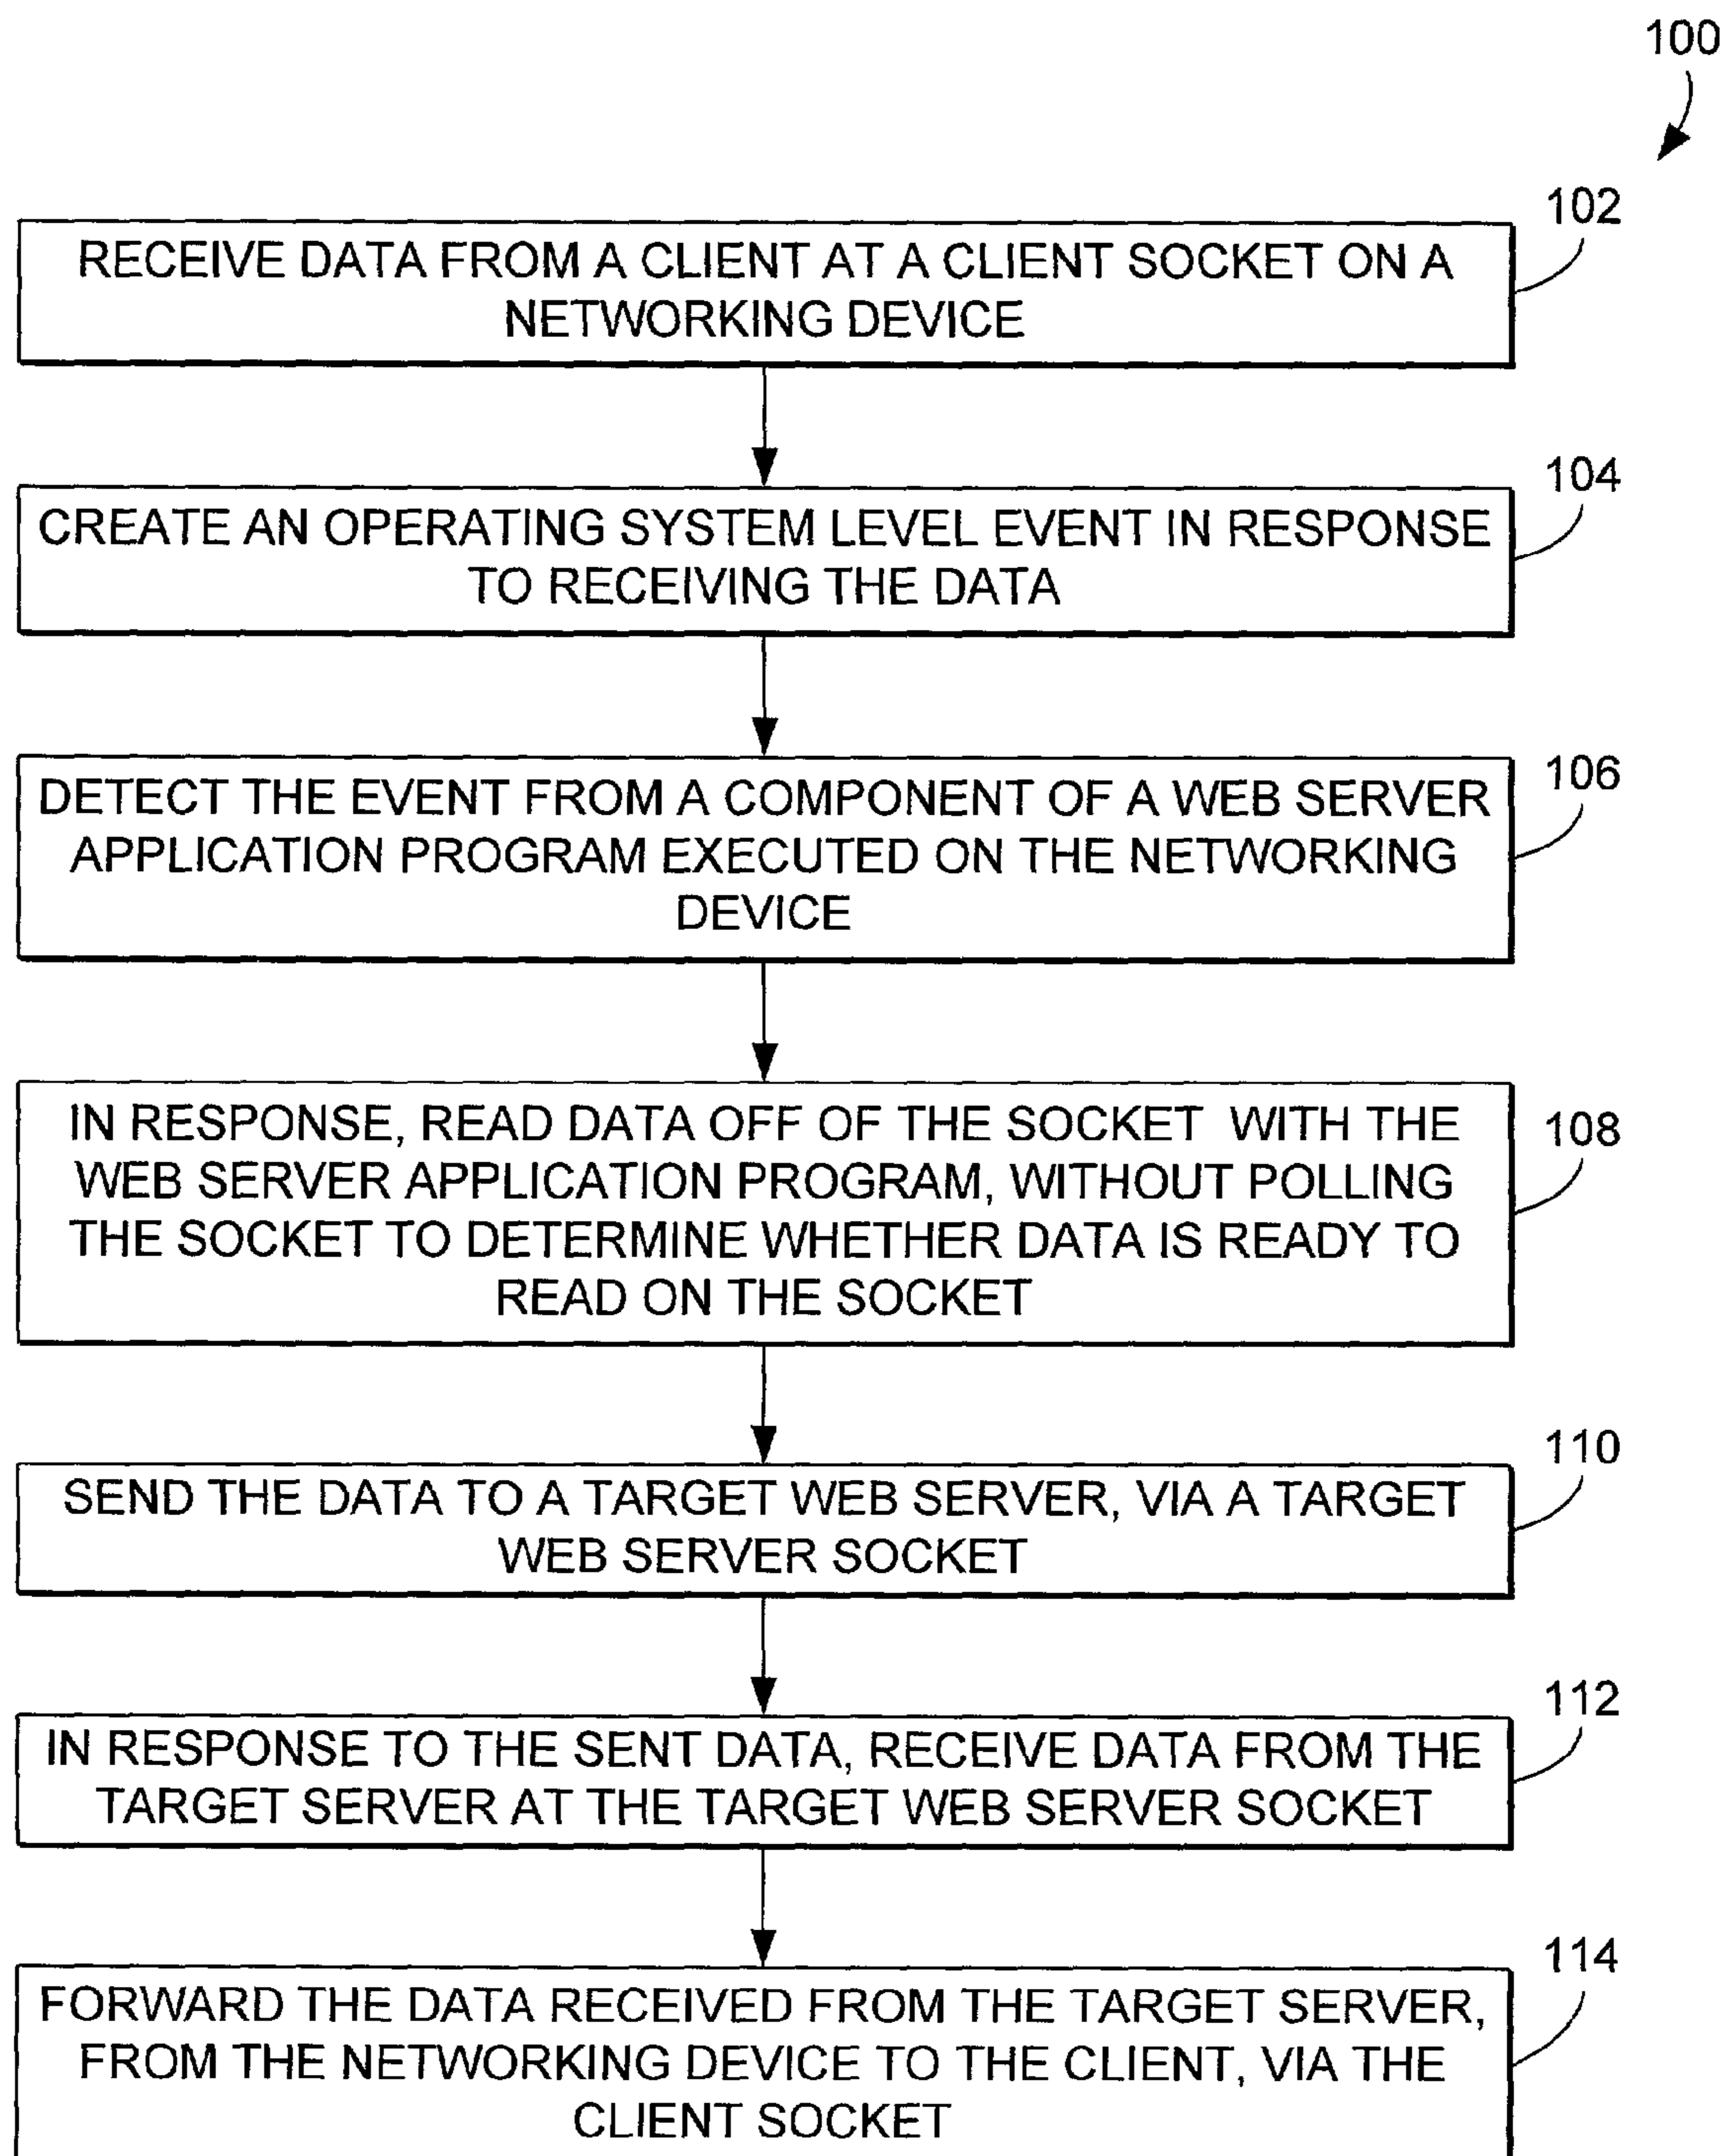 100
102
RECEIVE DATA FROM A CLIENT AT A CLIENT SOCKET ON A
NETWORKING DEVICE
104
CREATE AN OPERATING SYSTEM LEVEL EVENT IN RESPONSE
TO RECEIVING THE DATA
106
DETECT THE EVENT FROM A COMPONENT OF A WEB SERVER
APPLICATION PROGRAM EXECUTED ON THE NETWORKING
DEVICE
108
IN RESPONSE, READ DATA OFF OF THE SOCKET WITH THE
WEB SERVER APPLICATION PROGRAM, WITHOUT POLLING
THE SOCKET TO DETERMINE WHETHER DATA IS READY TO
READ ON THE SOCKET
110
SEND THE DATA TO A TARGET WEB SERVER, VIA A TARGET
WEB SERVER SOCKET
112
IN RESPONSE TO THE SENT DATA, RECEIVE DATA FROM THE
TARGET SERVER AT THE TARGET WEB SERVER SOCKET
114
FORWARD THE DATA RECEIVED FROM THE TARGET SERVER,
FROM THE NETWORKING DEVICE TO THE CLIENT, VIA THE
CLIENT SOCKET